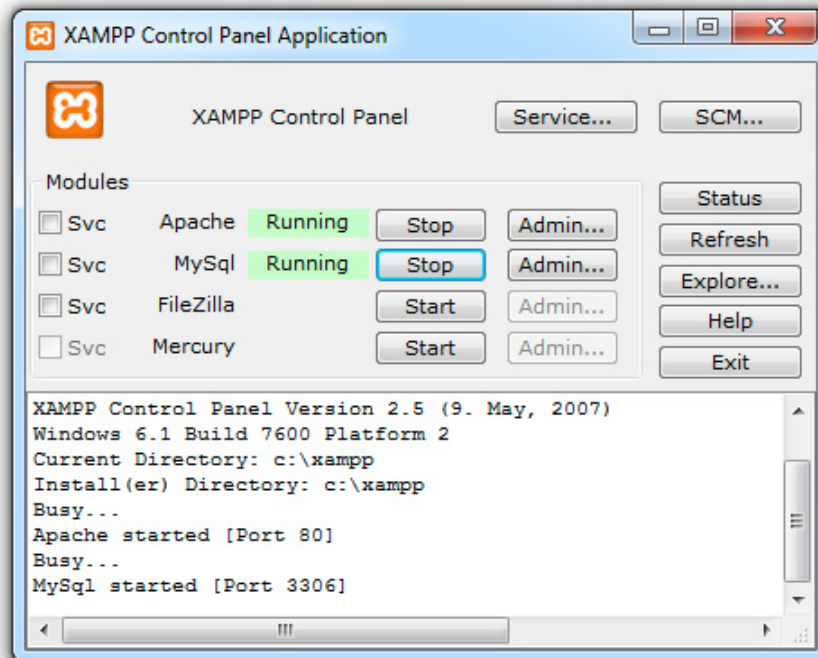 XAMPP Control Panel Application
XAMPP Control Panel Service... SCM...
Modules
Svc Apache Running Stop Admin...
Svc MySql Running Stop Admin...
Svc FileZilla Start Admin...
Svc Mercury Start Admin...
Status
Refresh
Explore...
Help
Exit
XAMPP Control Panel Version 2.5 (9. May, 2007)
Windows 6.1 Build 7600 Platform 2
Current Directory: c:\xampp
Install(er) Directory: c:\xampp
Busy...
Apache started [Port 80]
Busy...
MySql started [Port 3306]